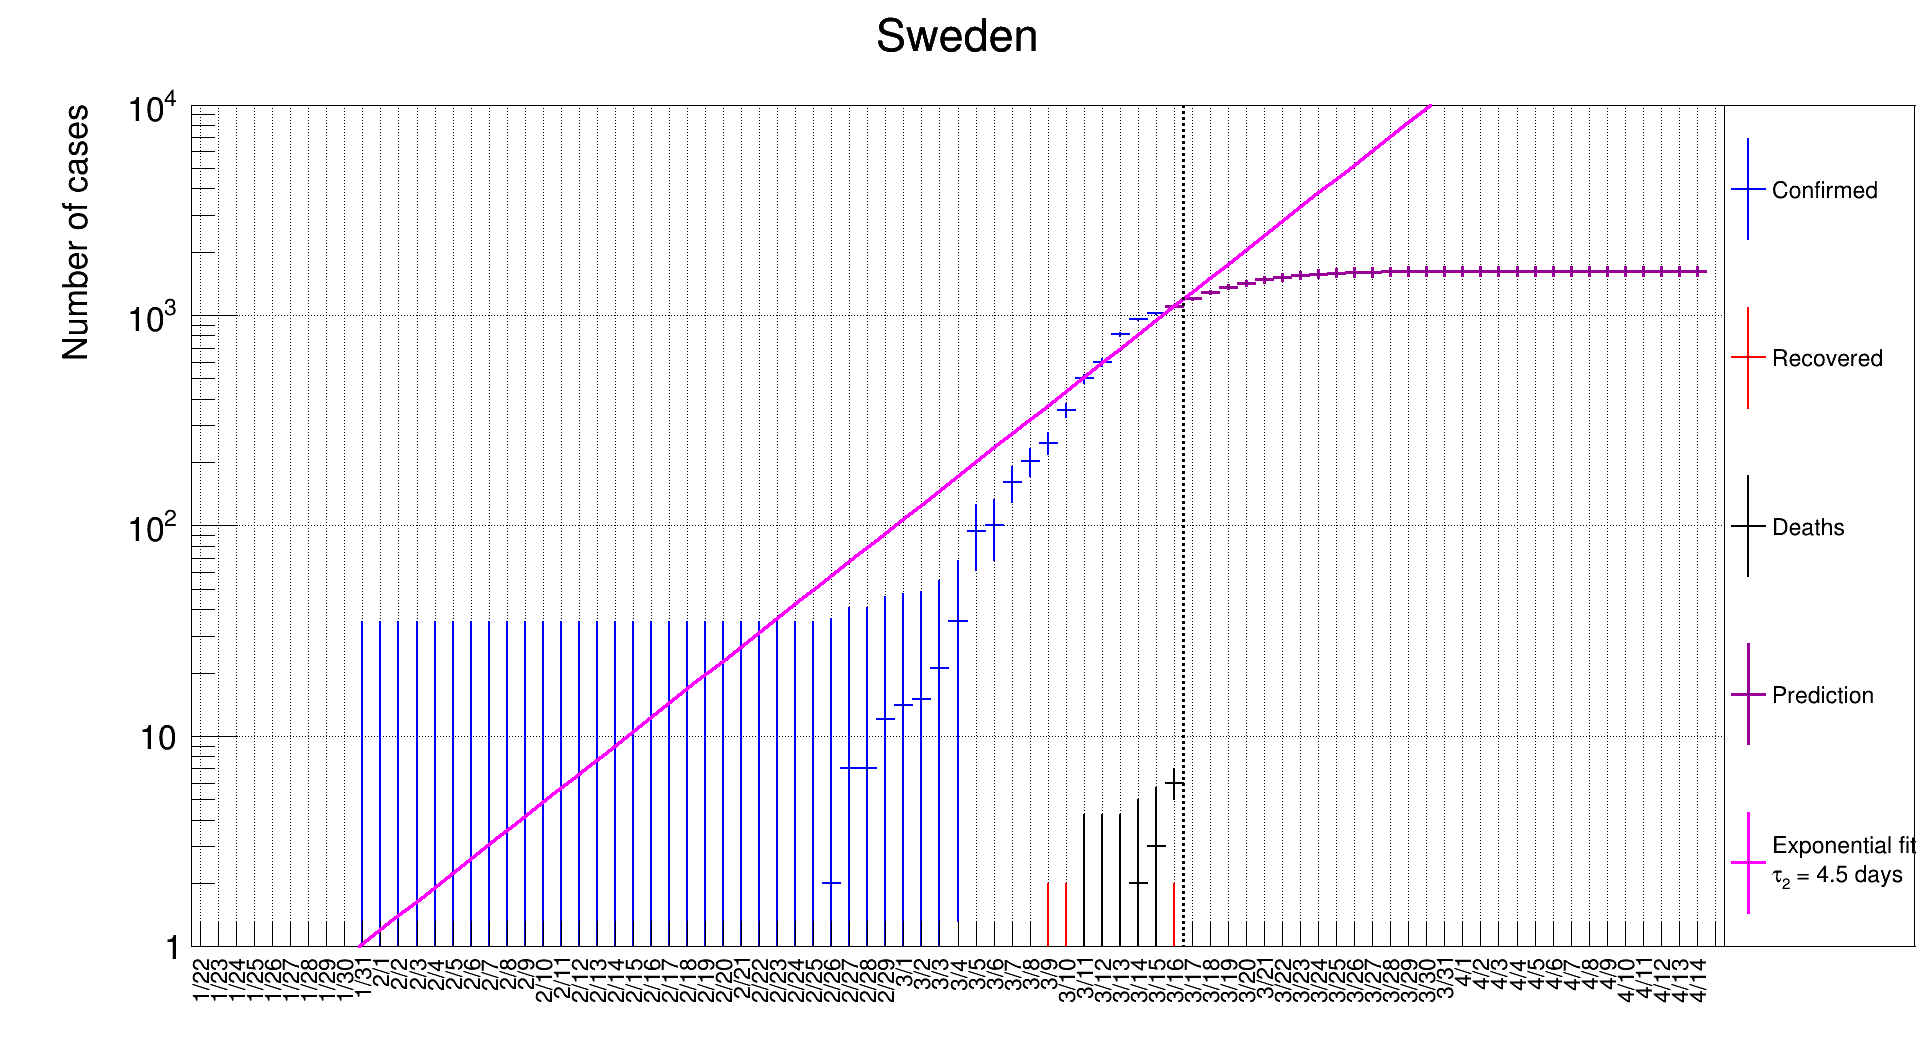 Sweden
Number of cases
10^4
10^3
10^2
10
1
1/22 1/23 1/24 1/25 1/26 1/27 1/28 1/29 1/30 1/31 2/1 2/2 2/3 2/4 2/5 2/6 2/7 2/8 2/9 2/10 2/11 2/12 2/13 2/14 2/15 2/16 2/17 2/18 2/19 2/20 2/21 2/22 2/23 2/24 2/25 2/26 2/27 2/28 2/29 3/1 3/2 3/3 3/4 3/5 3/6 3/7 3/8 3/9 3/10 3/11 3/12 3/13 3/14 3/15 3/16 3/17 3/18 3/19 3/20 3/21 3/22 3/23 3/24 3/25 3/26 3/27 3/28 3/29 3/30 3/31 4/1 4/2 4/3 4/4 4/5 4/6 4/7 4/8 4/9 4/10 4/11 4/12 4/13 4/14
Confirmed
Recovered
Deaths
Prediction
Exponential fit
τ₂ = 4.5 days